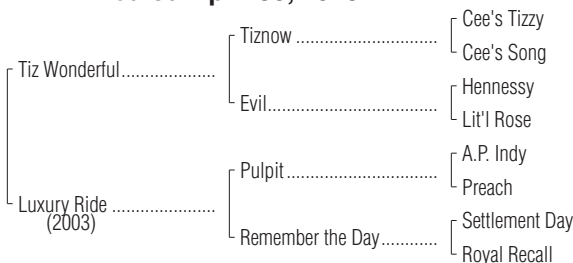 Cee's Tizzy
Tiznow ...............................
Cee's Song
Tiz Wonderful....................
Hennessy
Evil.....................................
Lit'l Rose
A.P. Indy
Pulpit.................................
Preach
Luxury Ride ......................
(2003)
Settlement Day
Remember the Day............
Royal Recall